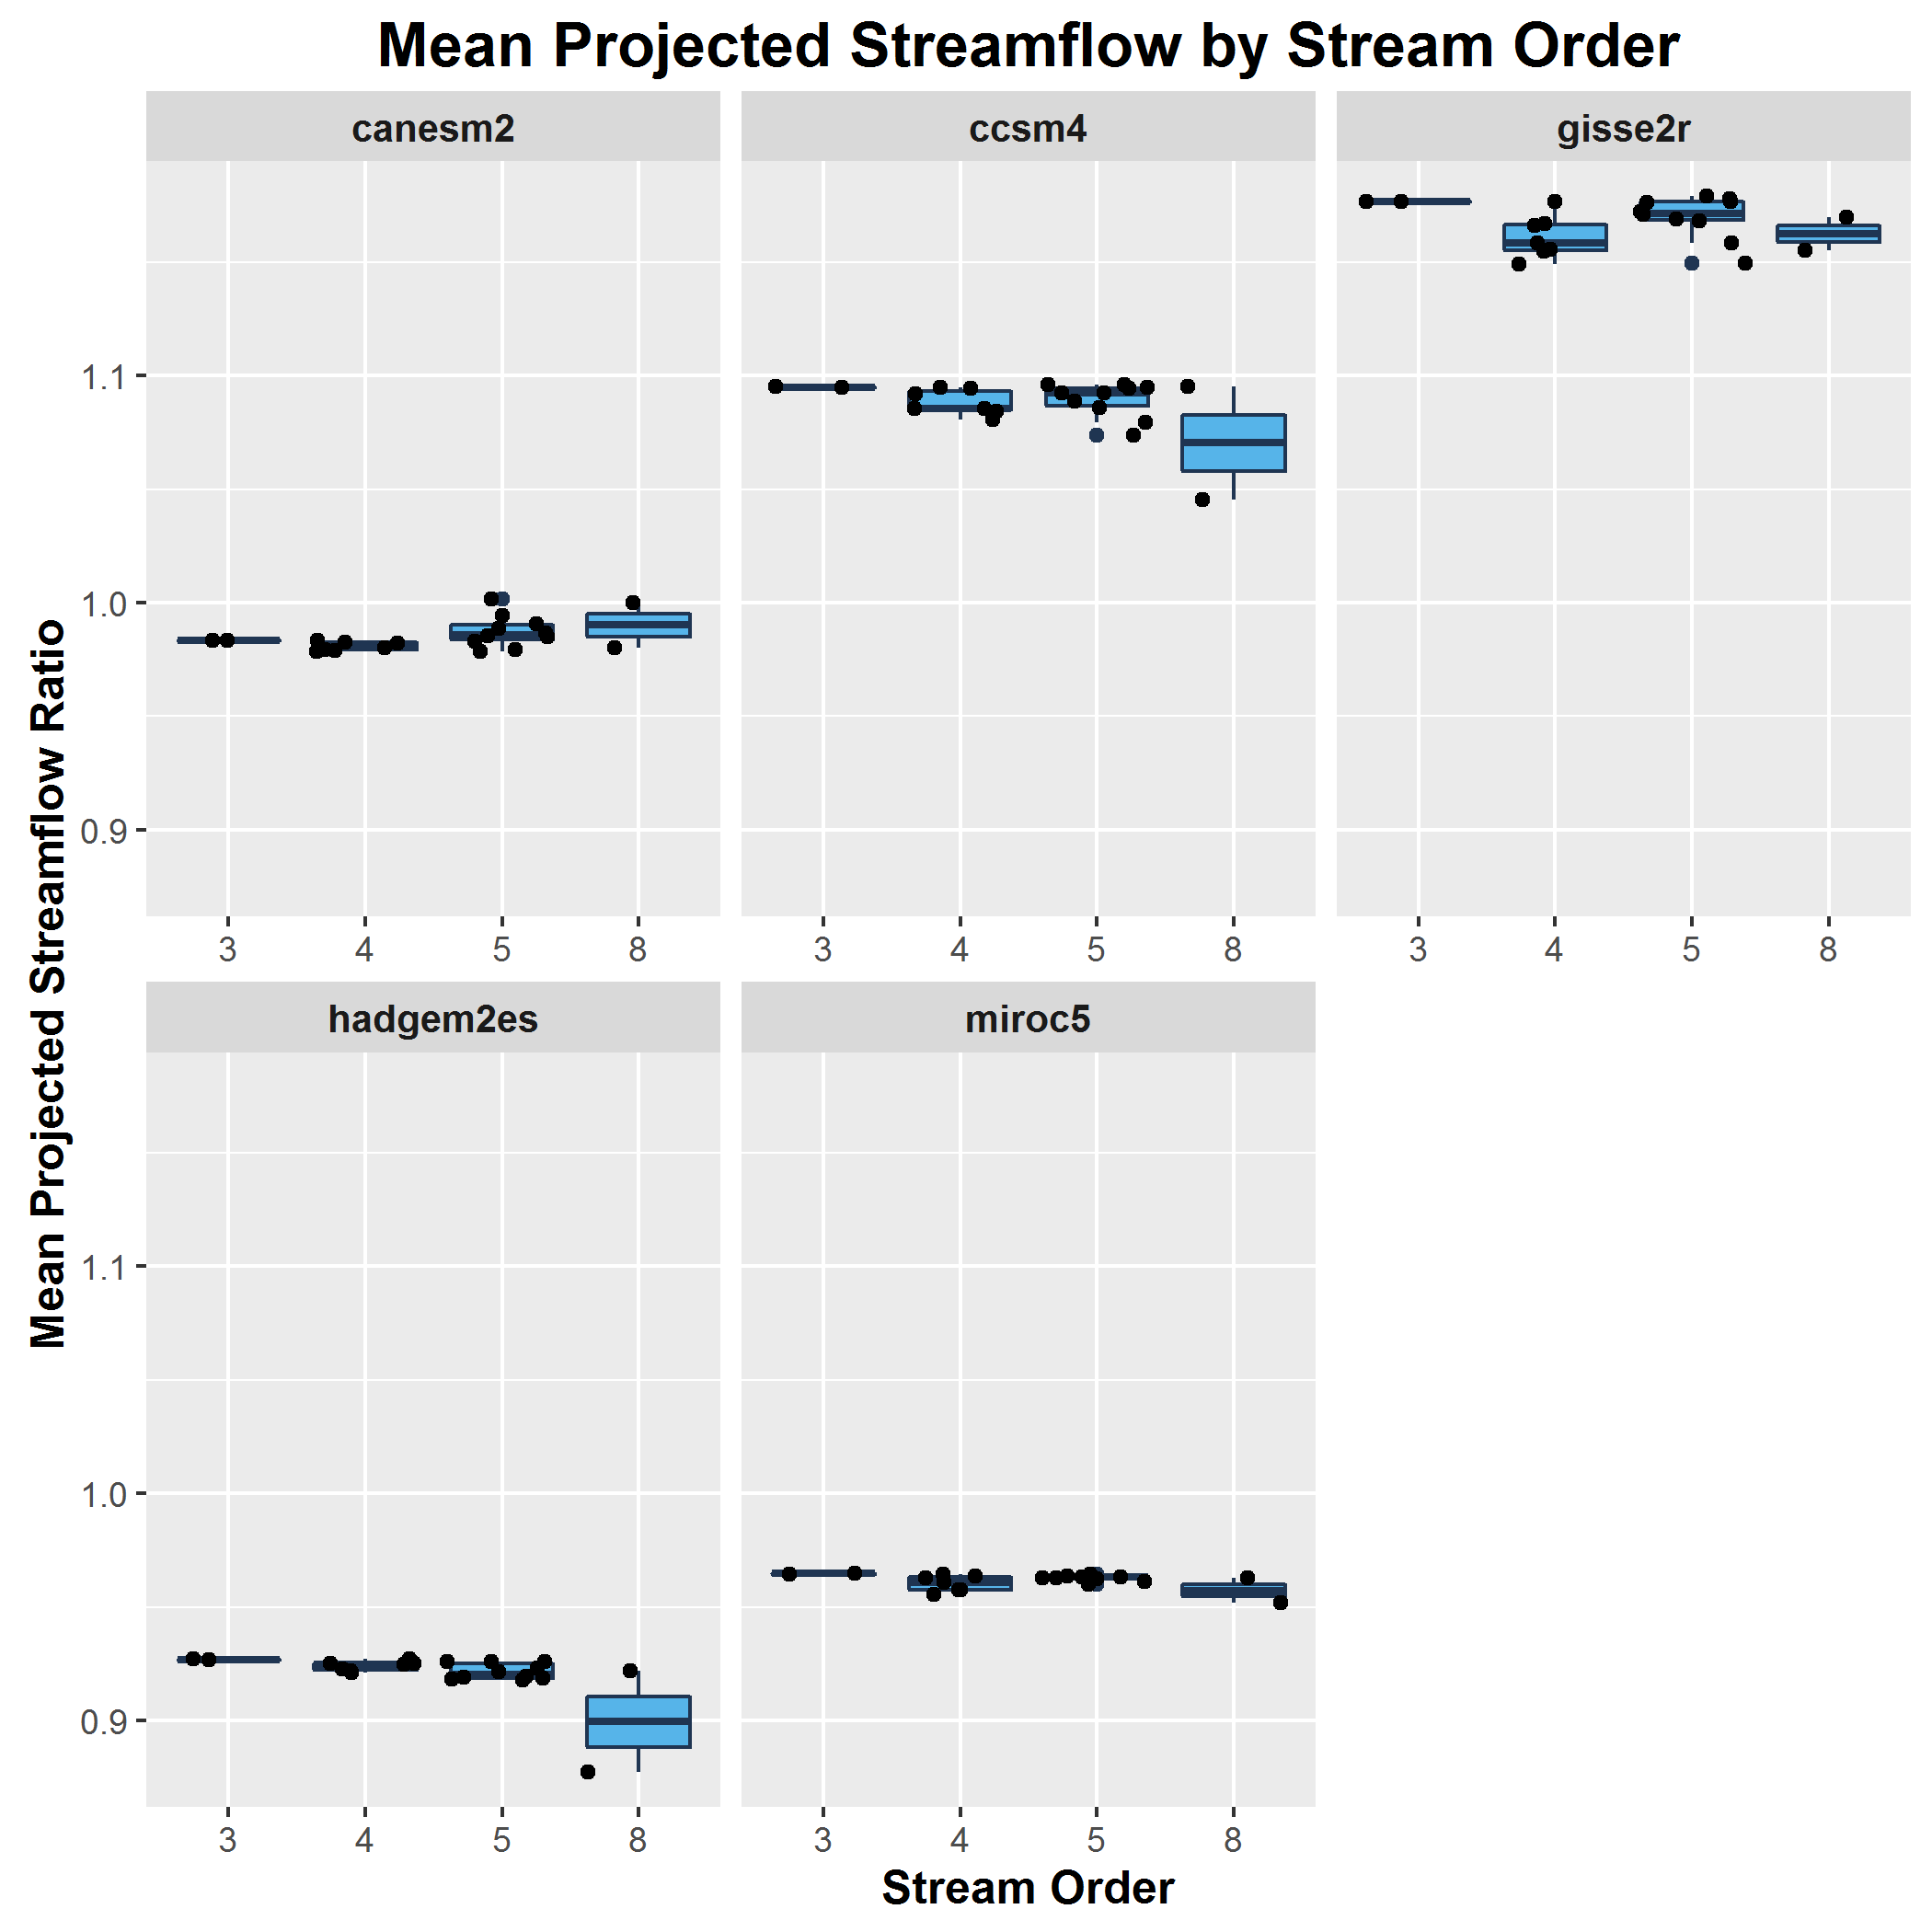 Mean Projected Streamflow by Stream Order
canesm2 ccsm4 gisse2r
1.1
1.0
0.9
3 4 5 8 3 4 5 8 3 4 5 8
Mean Projected Streamflow Ratio
hadgem2es miroc5
1.1
1.0
0.9
3 4 5 8 3 4 5 8
Stream Order